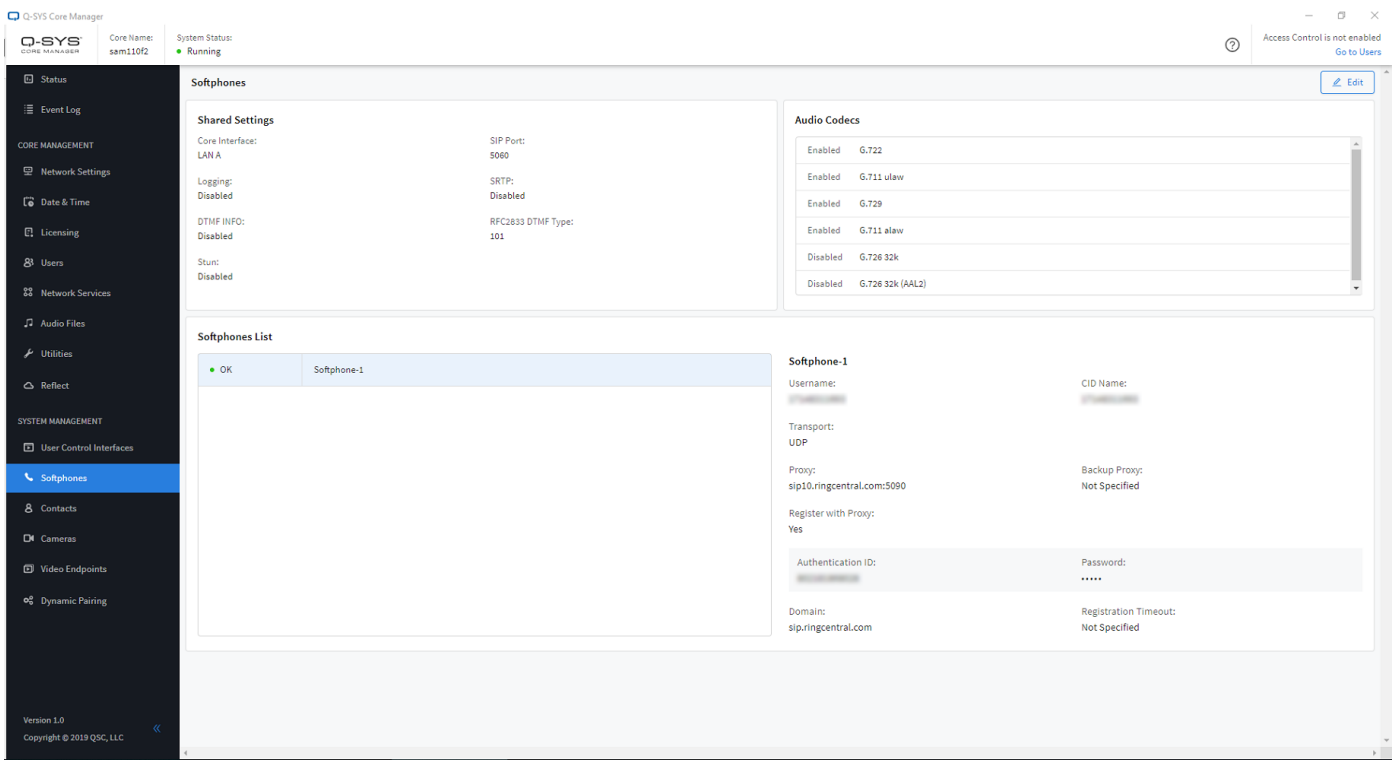 Q-SYS Core Manager
Q-SYS
CORE MANAGER
Core Name:
sam110f2
System Status:
Running
Access Control is not enabled
Go to Users
Status
Event Log
CORE MANAGEMENT
Network Settings
Date & Time
Licensing
Users
Network Services
Audio Files
Utilities
Reflect
SYSTEM MANAGEMENT
User Control Interfaces
Softphones
Contacts
Cameras
Video Endpoints
Dynamic Pairing
Version 1.0
Copyright © 2019 QSC, LLC
Softphones
Edit
Shared Settings
Core Interface:
LAN A
SIP Port:
5060
Logging:
Disabled
SRTP:
Disabled
DTMF INFO:
Disabled
RFC2833 DTMF Type:
101
Stun:
Disabled
Audio Codecs
Enabled G.722
Enabled G.711 ulaw
Enabled G.729
Enabled G.711 alaw
Disabled G.726 32k
Disabled G.726 32k (AAL2)
Softphones List
OK Softphone-1
Softphone-1
Username:
CID Name:
Transport:
UDP
Proxy:
sip10.ringcentral.com:5090
Backup Proxy:
Not Specified
Register with Proxy:
Yes
Authentication ID:
Password:
•••••
Domain:
sip.ringcentral.com
Registration Timeout:
Not Specified